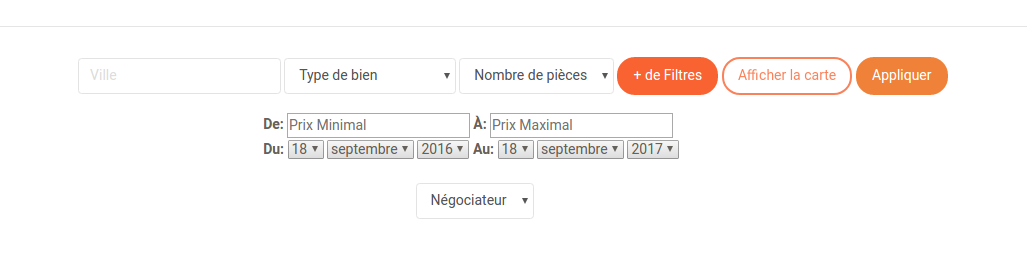 Ville Type de bien Nombre de pièces + de Filtres Afficher la carte Appliquer
De: Prix Minimal À: Prix Maximal
Du: 18 septembre 2016 Au: 18 septembre 2017
Négociateur